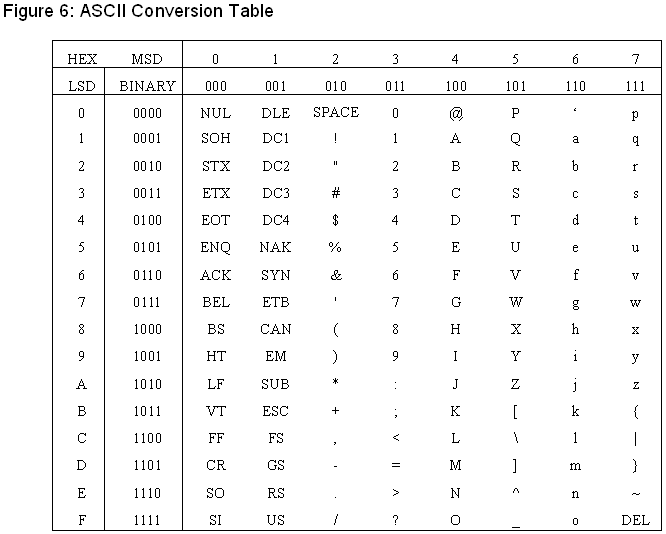 Figure 6: ASCII Conversion Table
HEX MSD 0 1 2 3 4 5 6 7
LSD BINARY 000 001 010 011 100 101 110 111
0 0000 NUL DLE SPACE 0 @ P ‘ p
1 0001 SOH DC1 ! 1 A Q a q
2 0010 STX DC2 " 2 B R b r
3 0011 ETX DC3 # 3 C S c s
4 0100 EOT DC4 $ 4 D T d t
5 0101 ENQ NAK % 5 E U e u
6 0110 ACK SYN & 6 F V f v
7 0111 BEL ETB ' 7 G W g w
8 1000 BS CAN ( 8 H X h x
9 1001 HT EM ) 9 I Y i y
A 1010 LF SUB * : J Z j z
B 1011 VT ESC + ; K [ k {
C 1100 FF FS , < L \ l |
D 1101 CR GS - = M ] m }
E 1110 SO RS . > N ^ n ~
F 1111 SI US / ? O _ o DEL